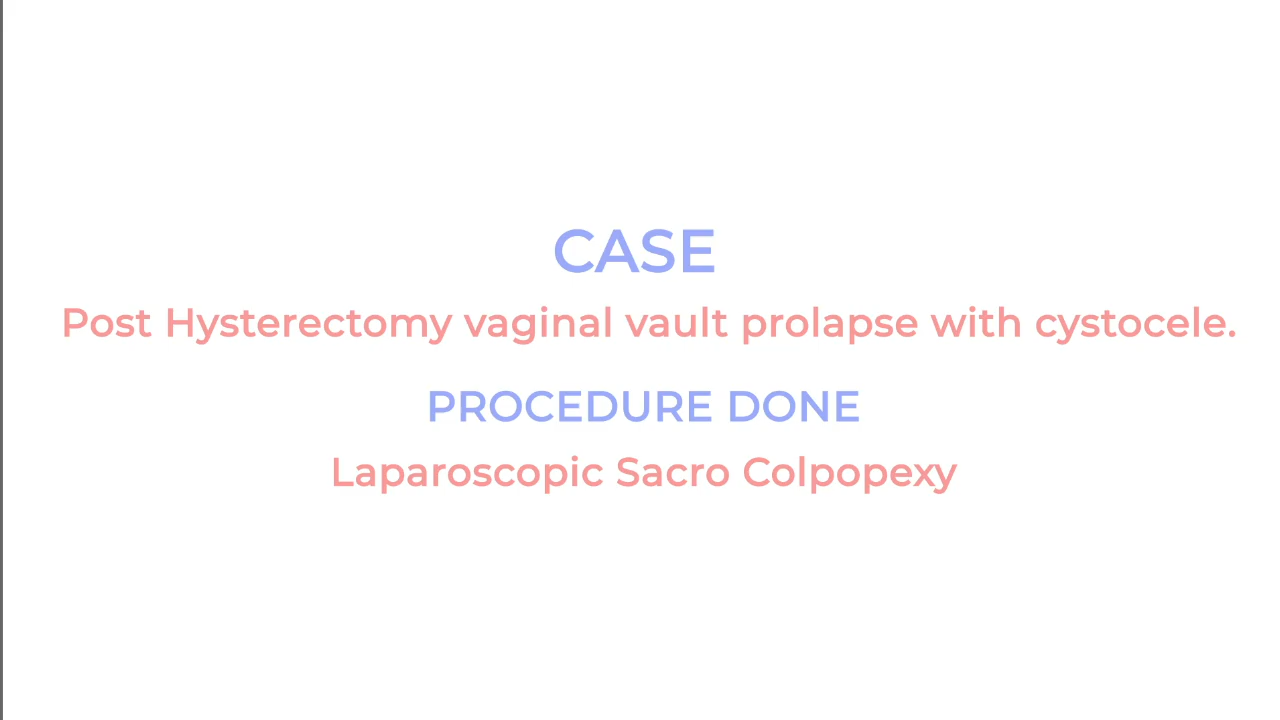 CASE
Post Hysterectomy vaginal vault prolapse with cystocele.
PROCEDURE DONE
Laparoscopic Sacro Colpopexy